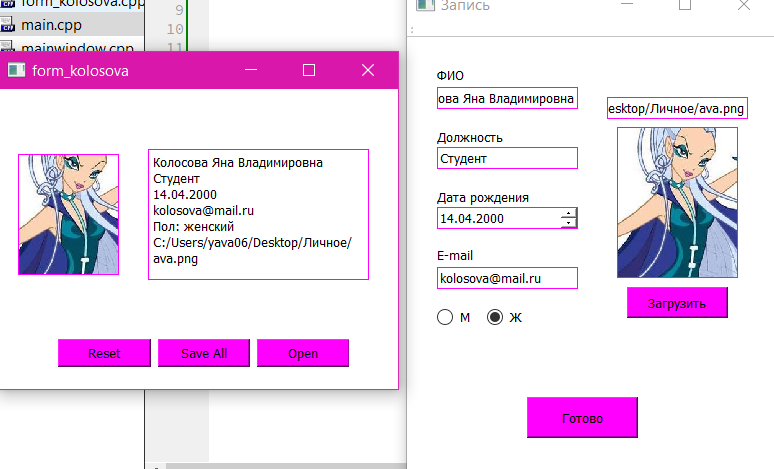 form_kolosova.cpp
main.cpp
mainwindow.cpp
9
10
11
form_kolosova
Колосова Яна Владимировна
Студент
14.04.2000
kolosova@mail.ru
Пол: женский
C:/Users/yava06/Desktop/Личное/
ava.png
Reset
Save All
Open
Запись
ФИО
ова Яна Владимировна
Должность
Студент
Дата рождения
14.04.2000
E-mail
kolosova@mail.ru
М
Ж
esktop/Личное/ava.png
Загрузить
Готово